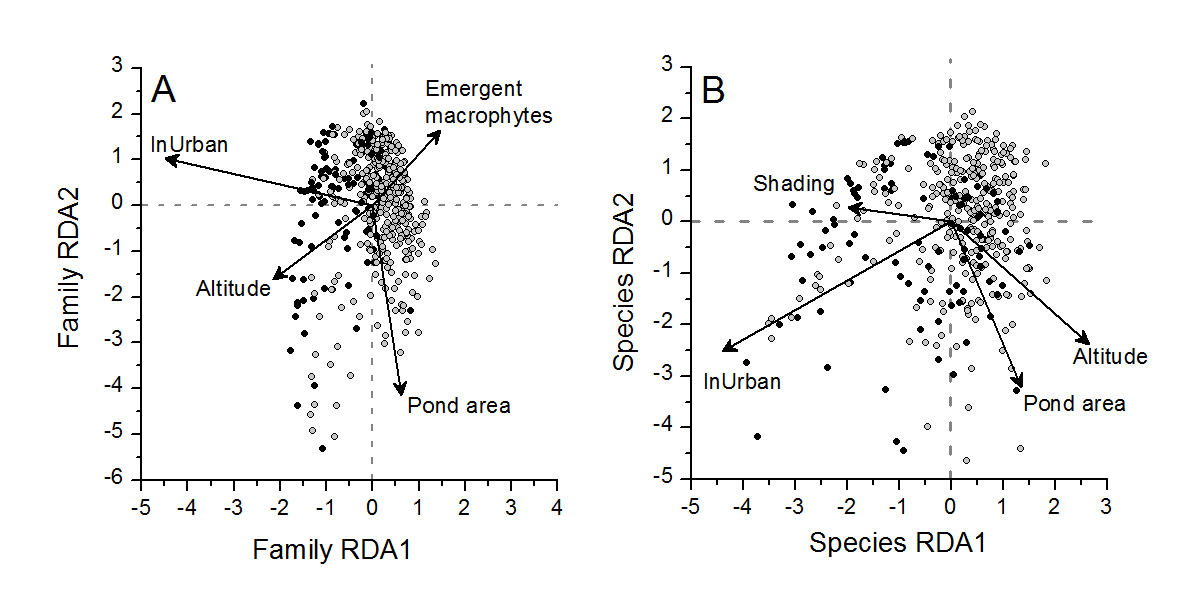 A
3
2
1
0
-1
-2
-3
-4
-5
-6
-5
-4
-3
-2
-1
0
1
2
3
4
Family RDA2
Family RDA1
InUrban
Emergent
macrophytes
Altitude
Pond area
B
3
2
1
0
-1
-2
-3
-4
-5
-5
-4
-3
-2
-1
0
1
2
3
Species RDA2
Species RDA1
Shading
InUrban
Altitude
Pond area